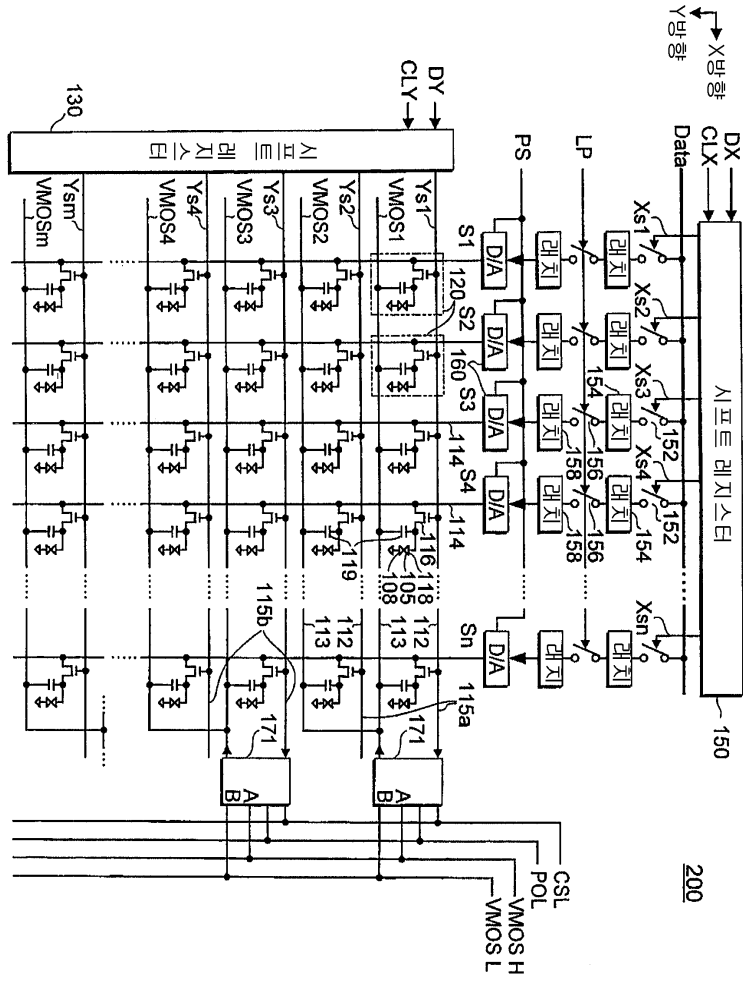 X방향
Y방향
DX
CLX
시프트 레지스터
150
Xs1
Xs2
Xs3
Xs4
Xsn
Data
152
152
래치
래치
래치
래치
래치
154
154
LP
156
156
래치
래치
래치
래치
래치
158
158
PS
D/A
D/A
D/A
D/A
D/A
160
S1
S2
S3
S4
Sn
DY
CLY
시프트 레지스터
130
Ys1
VMOS1
Ys2
VMOS2
Ys3
VMOS3
Ys4
VMOS4
Ysm
VMOSm
120
114
114
116
118
105
108
119
112
113
112
113
115a
115b
171
A
B
171
A
B
CSL
POL
VMOS H
VMOS L
200